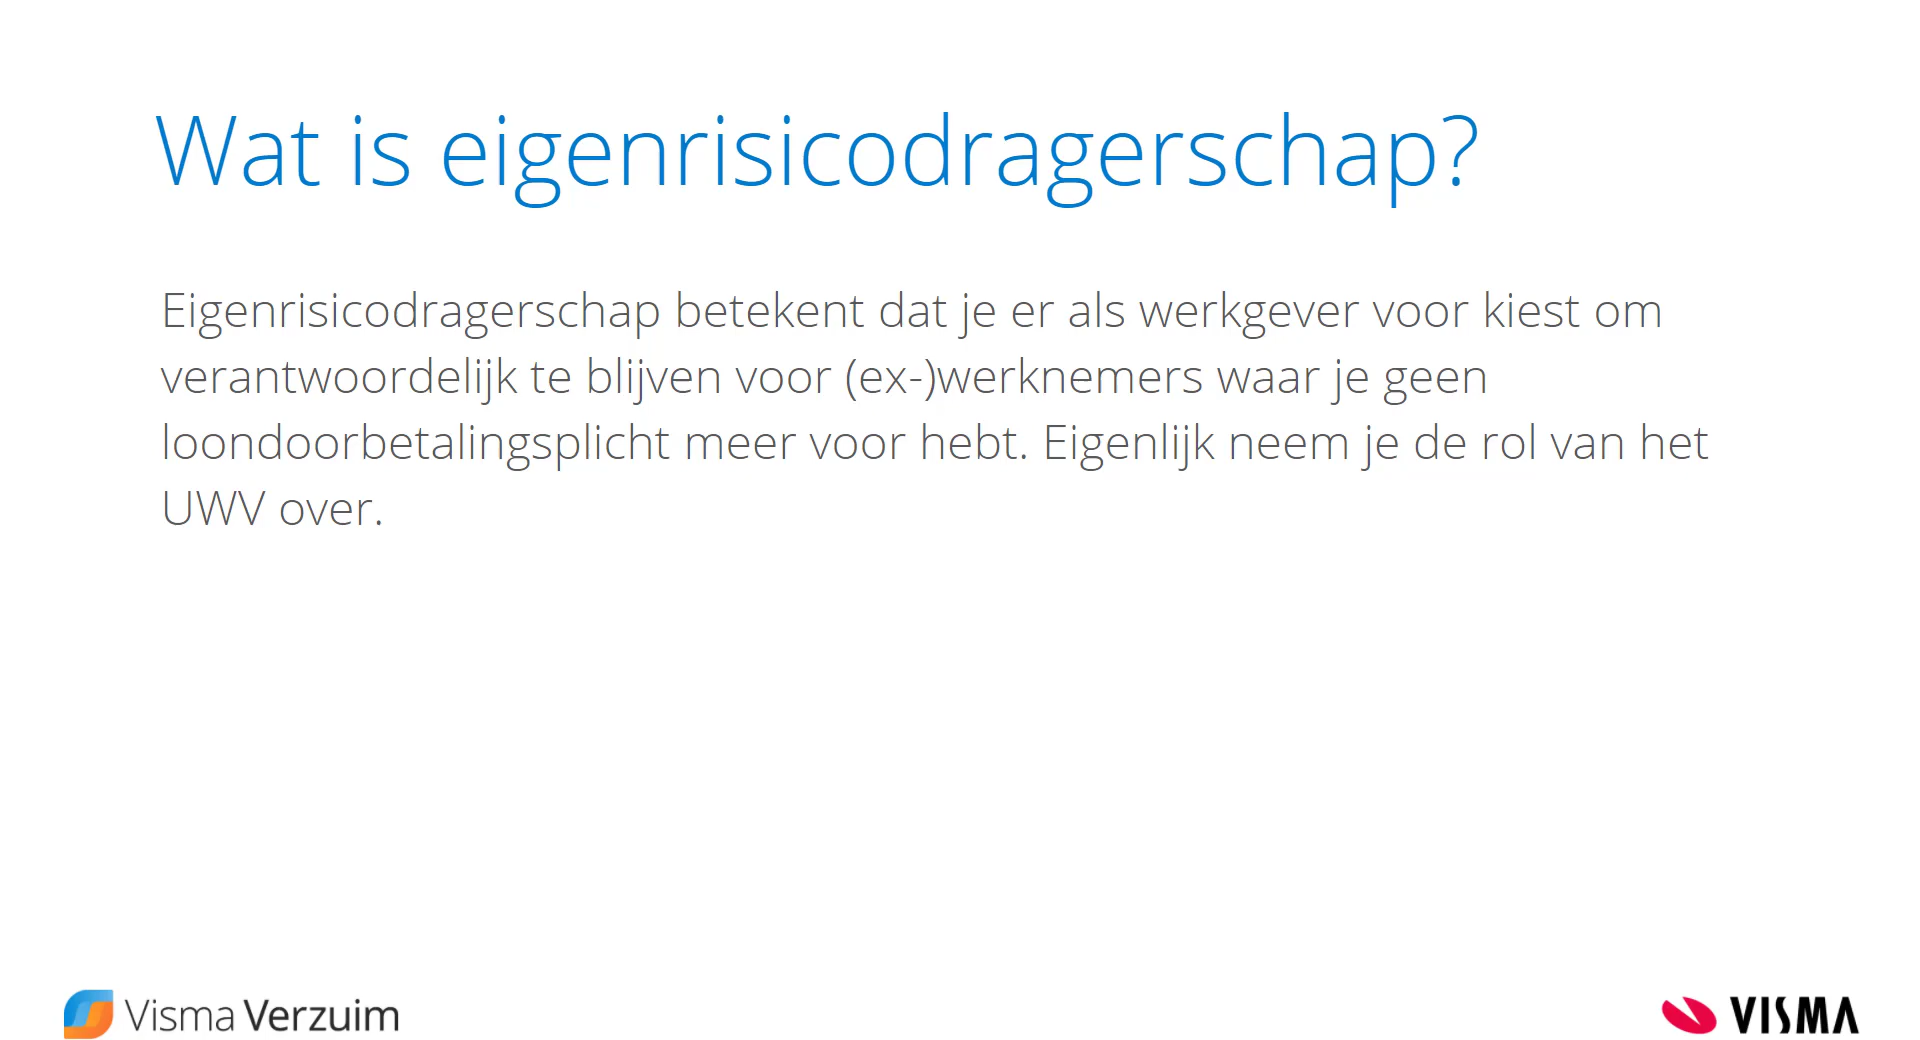 Wat is eigenrisicodragerschap?
Eigenrisicodragerschap betekent dat je er als werkgever voor kiest om
verantwoordelijk te blijven voor (ex-)werknemers waar je geen
loondoorbetalingsplicht meer voor hebt. Eigenlijk neem je de rol van het
UWV over.
Visma Verzuim
VISMA